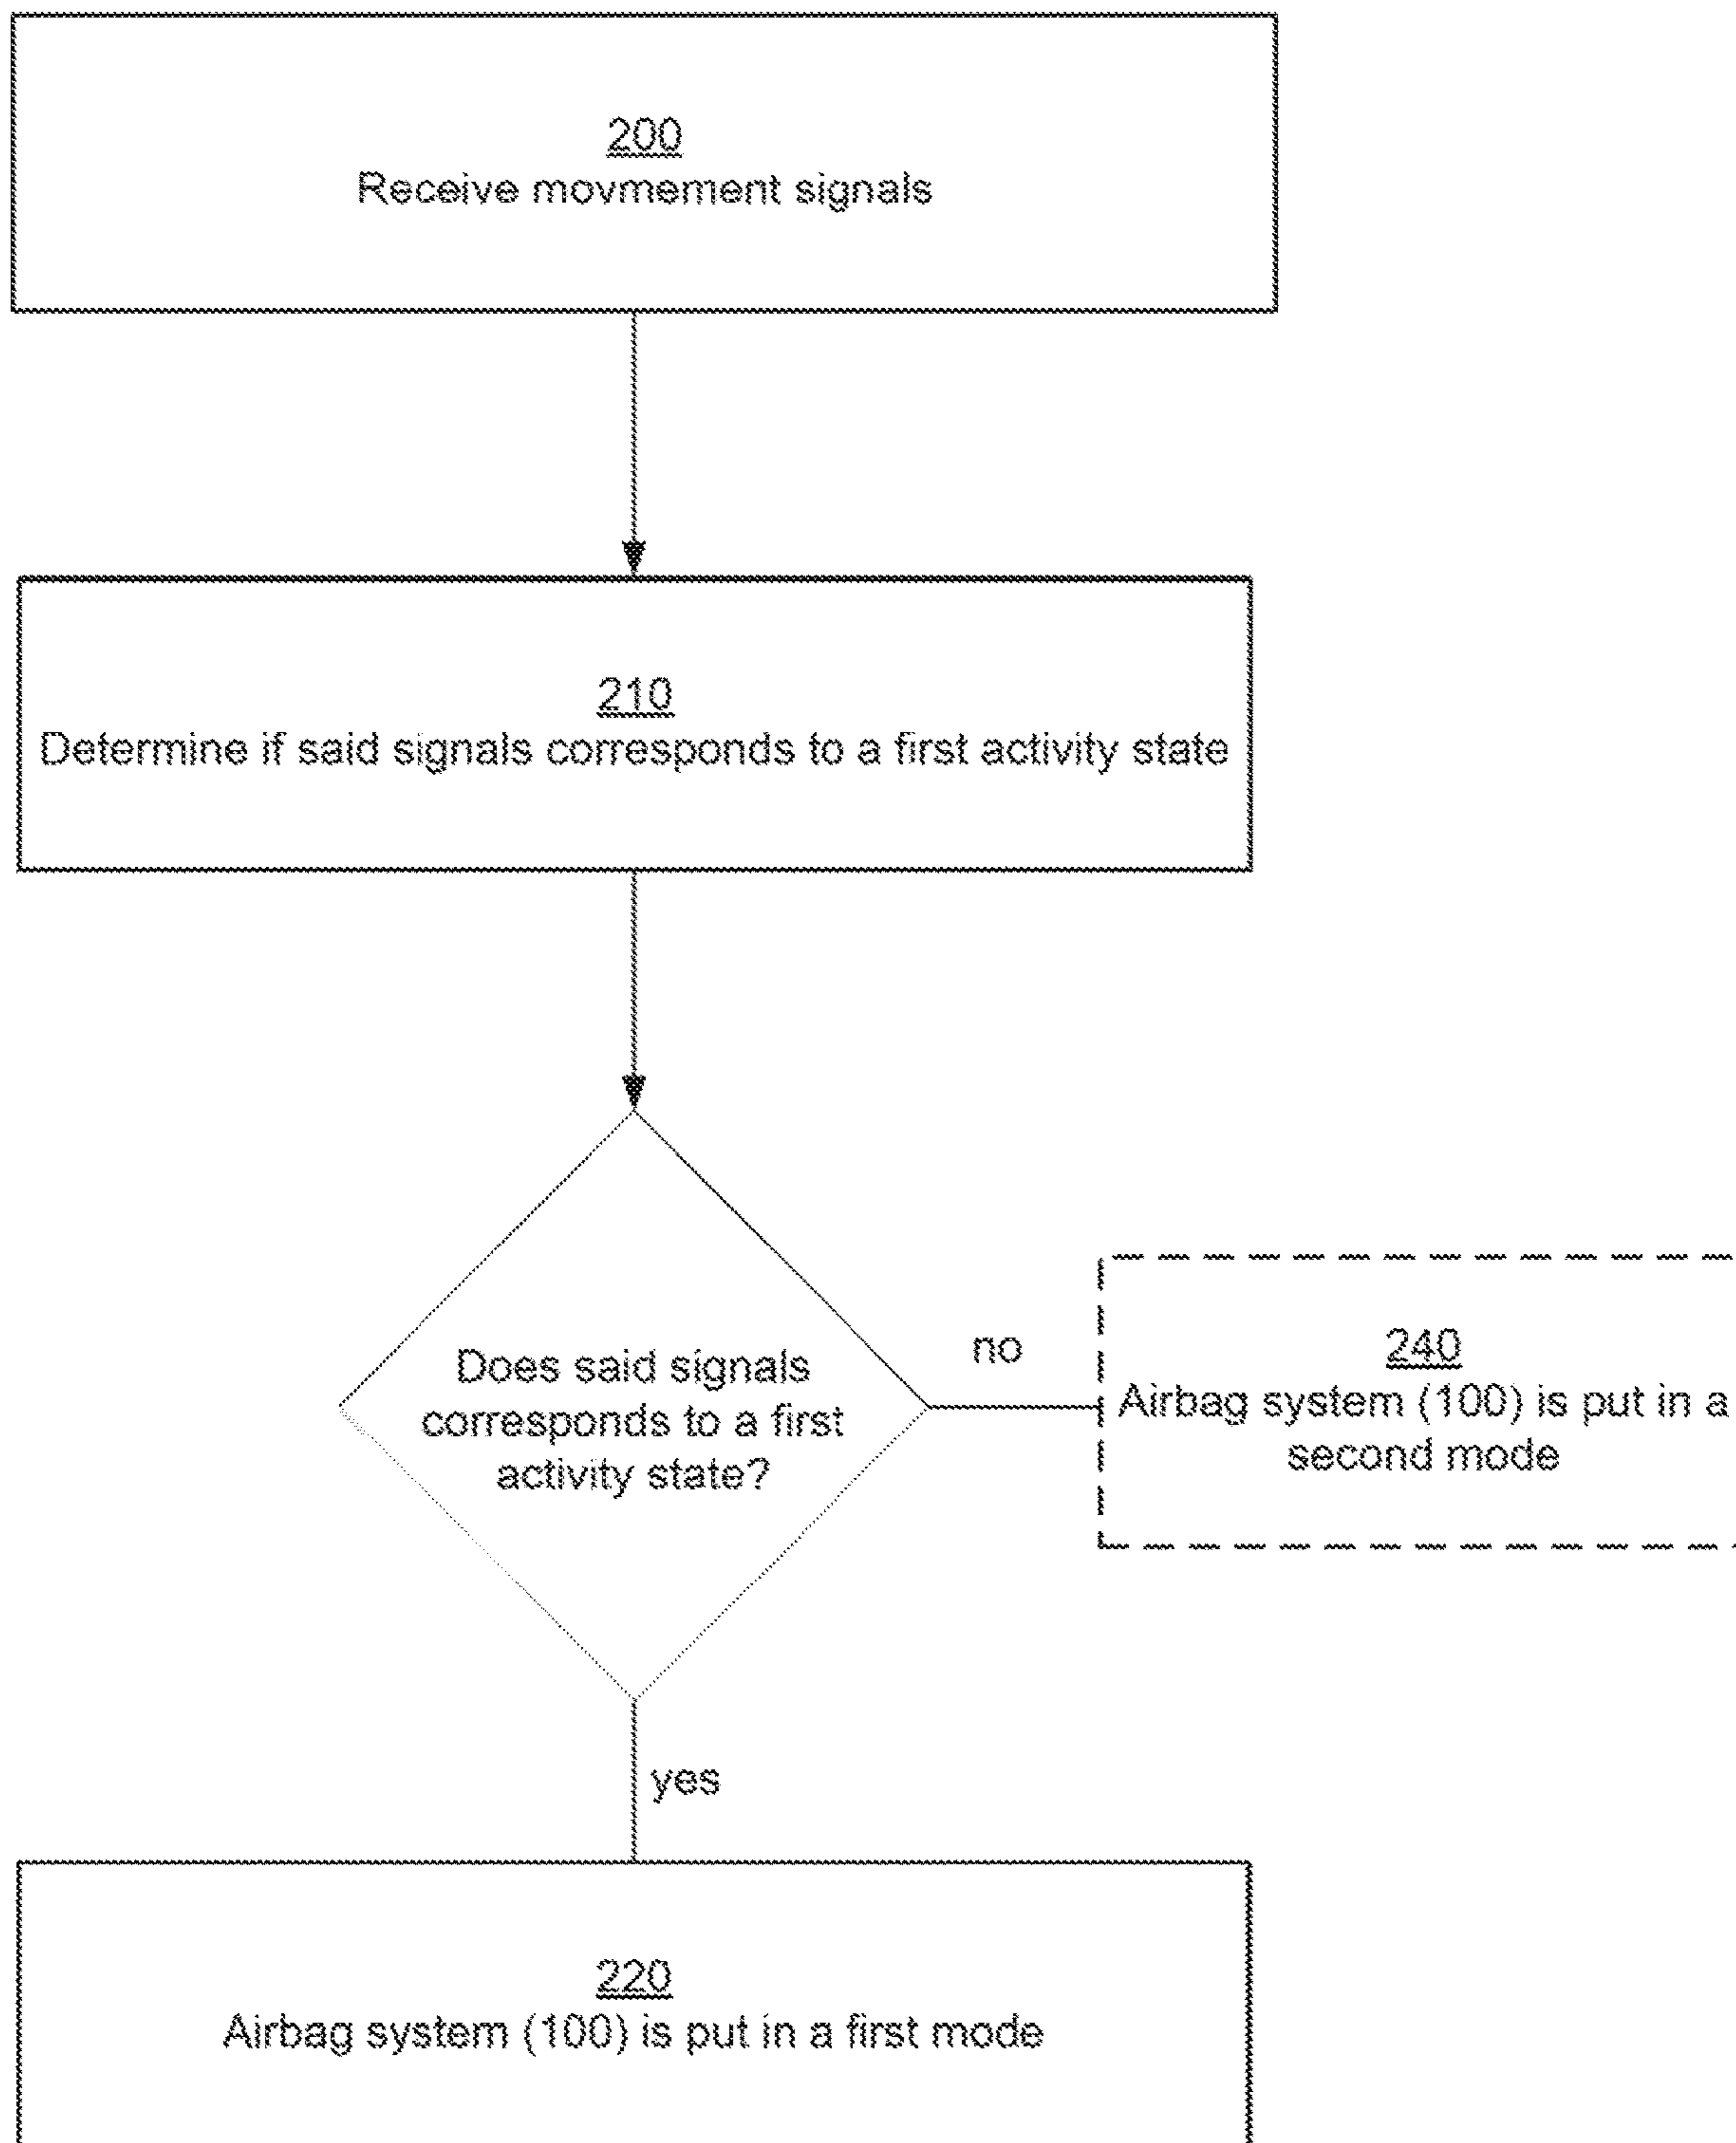 200
Receive movmement signals
210
Determine if said signals corresponds to a first activity state
Does said signals
corresponds to a first
activity state?
no
240
Airbag system (100) is put in a
second mode
yes
220
Airbag system (100) is put in a first mode